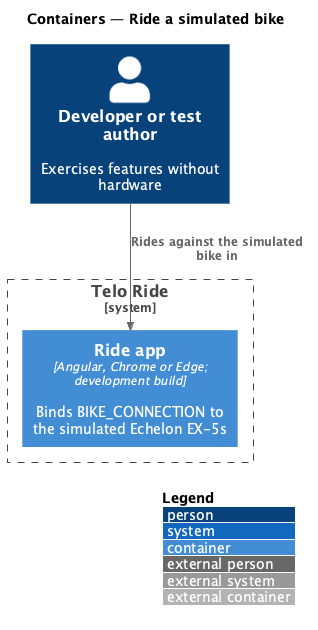 Containers — Ride a simulated bike
Developer or test
author
Exercises features without
hardware
Rides against the simulated
bike in
Telo Ride
[system]
Ride app
[Angular, Chrome or Edge;
development build]
Binds BIKE_CONNECTION to
the simulated Echelon EX-5s
Legend
person
system
container
external person
external system
external container